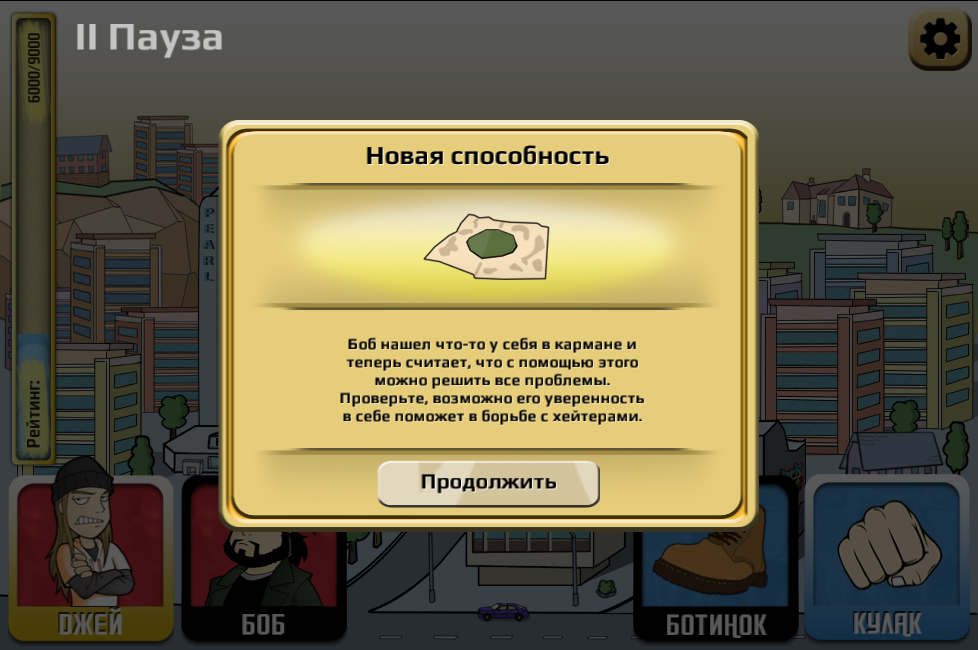 II Пауза
6000/9000
Рейтинг:
PEARL
Новая способность
Боб нашел что-то у себя в кармане и
теперь считает, что с помощью этого
можно решить все проблемы.
Проверьте, возможно его уверенность
в себе поможет в борьбе с хейтерами.
Продолжить
ДЖЕЙ
БОБ
БОТИНОК
КУЛАК